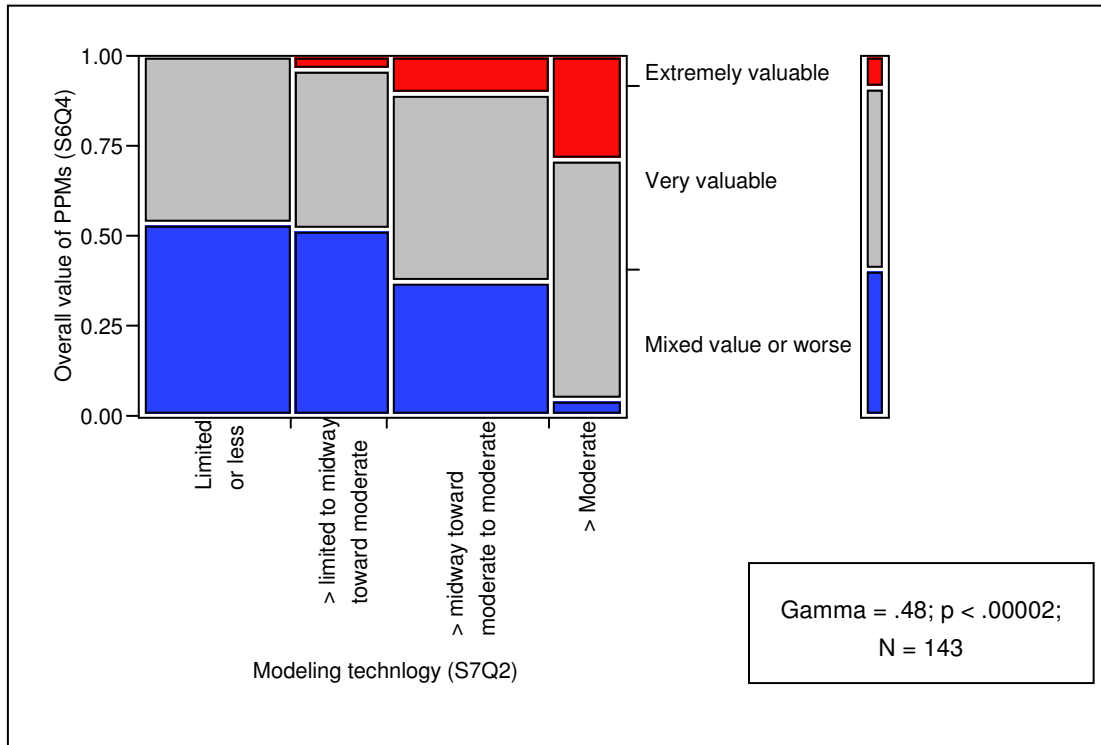 Overall value of PPMs (S6Q4)
1.00
0.75
0.50
0.25
0.00
Extremely valuable
Very valuable
Mixed value or worse
Limited
or less
> limited to midway
toward moderate
> midway toward
moderate to moderate
> Moderate
Modeling technlogy (S7Q2)
Gamma = .48; p < .00002;
N = 143